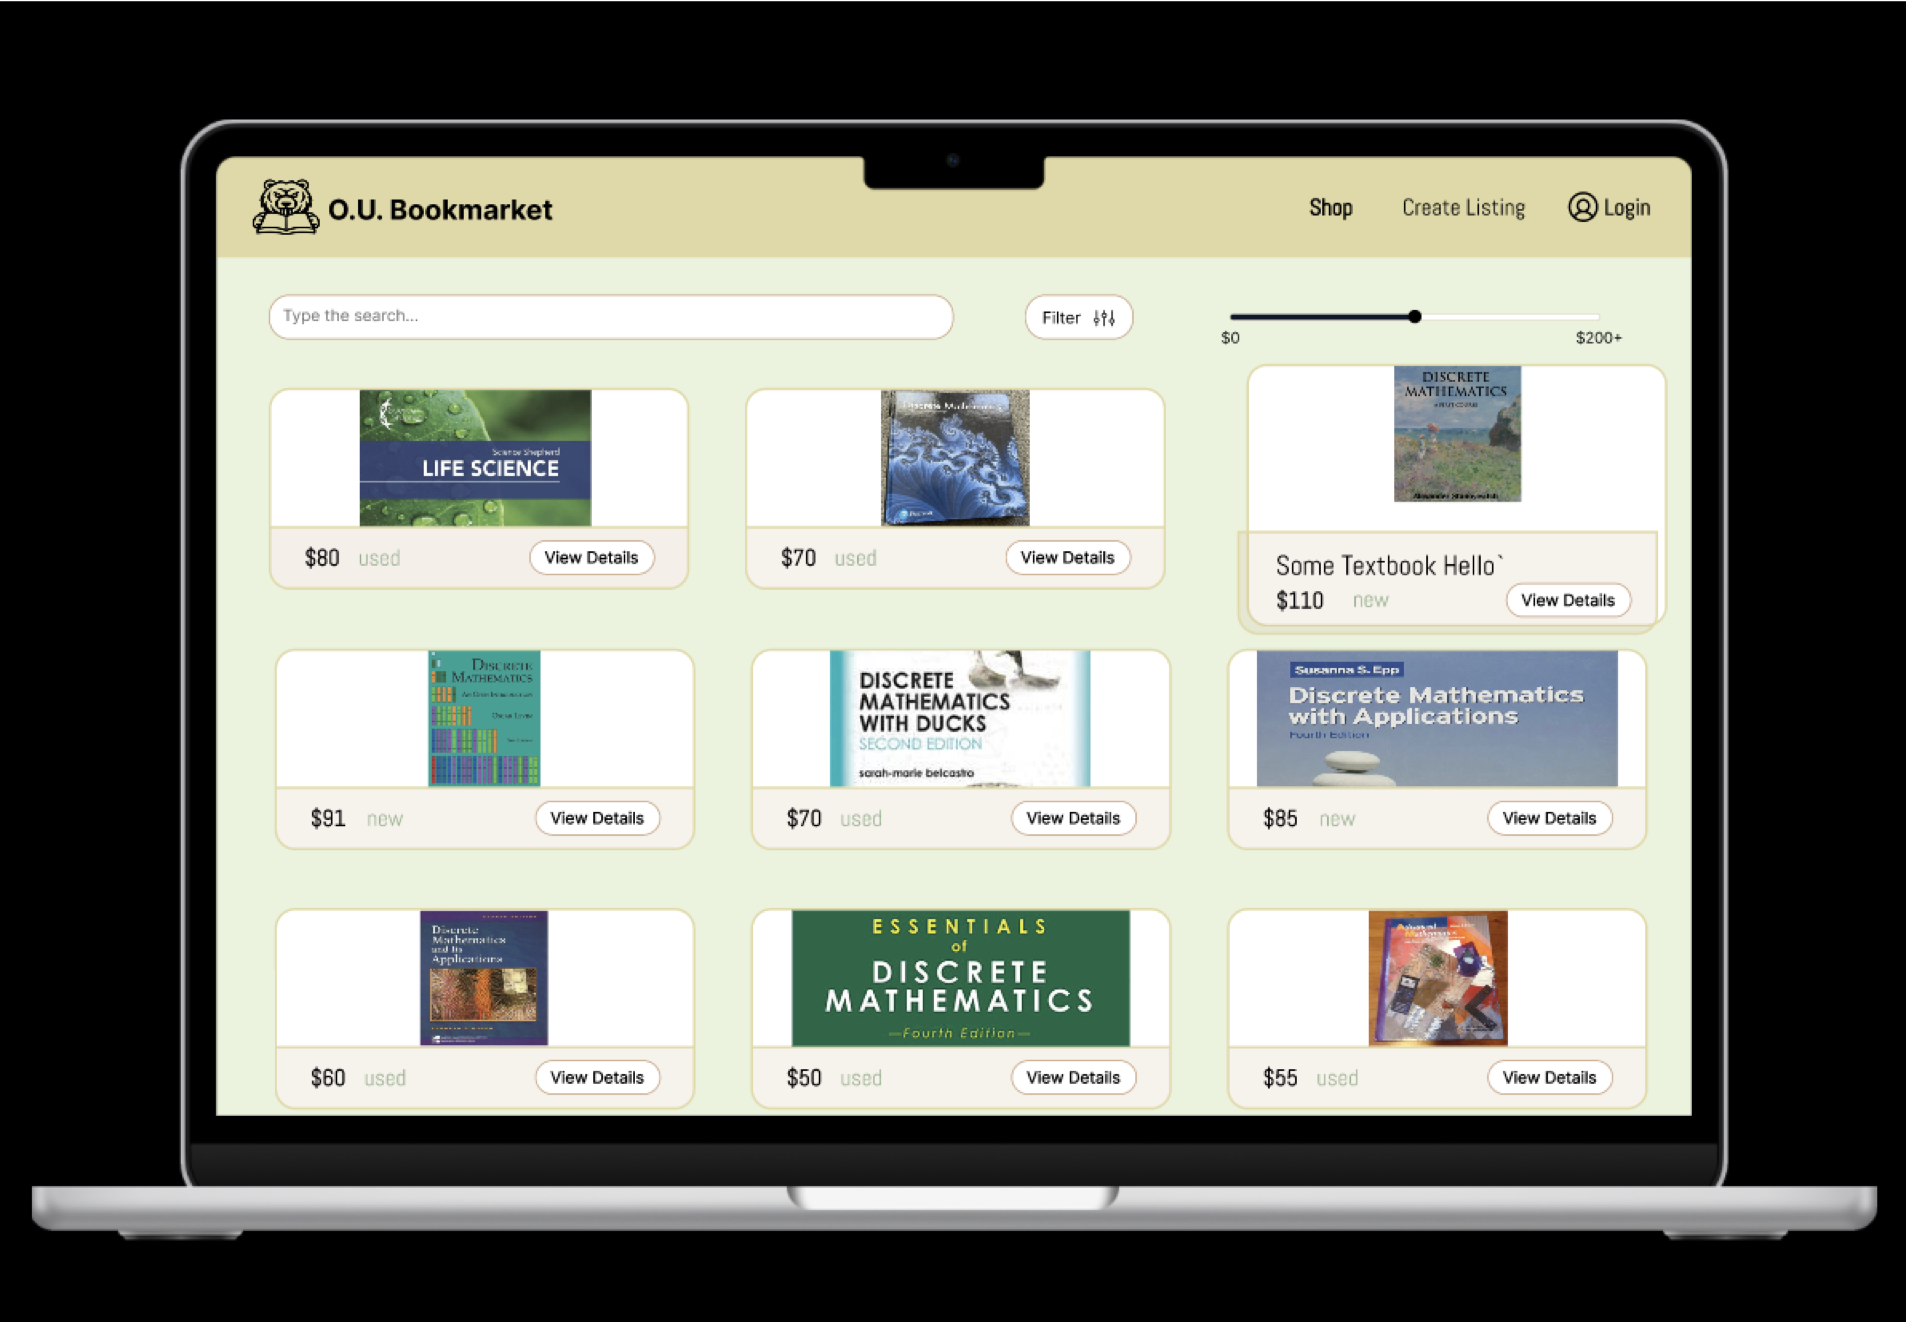 O.U. Bookmarket
Shop
Create Listing
Login
Type the search...
Filter
$0
$200+
Science Shepherd
LIFE SCIENCE
$80 used
View Details
Discrete Mathematics
$70 used
View Details
DISCRETE
MATHEMATICS
A FIRST COURSE
Some Textbook Hello`
$110 new
View Details
DISCRETE
MATHEMATICS
AN OPEN INTRODUCTION
OSCAR LEVIN
$91 new
View Details
DISCRETE
MATHEMATICS
WITH DUCKS
SECOND EDITION
sarah-marie belcastro
$70 used
View Details
Susanna S. Epp
Discrete Mathematics
with Applications
Fourth Edition
$85 new
View Details
Discrete
Mathematics
and Its
Applications
$60 used
View Details
ESSENTIALS
of
DISCRETE
MATHEMATICS
—Fourth Edition—
$50 used
View Details
Mathematics
$55 used
View Details